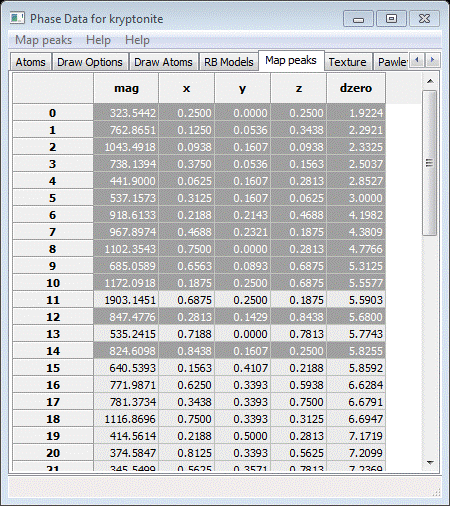 Phase Data for kryptonite
Map peaks Help Help
Atoms Draw Options Draw Atoms RB Models Map peaks Texture Pawley
mag x y z dzero
0 323.5442 0.2500 0.0000 0.2500 1.9224
1 762.8651 0.1250 0.0536 0.3438 2.2921
2 1043.4918 0.0938 0.1607 0.0938 2.3325
3 738.1394 0.3750 0.0536 0.1563 2.5037
4 441.9000 0.0625 0.1607 0.2813 2.8527
5 537.1573 0.3125 0.1607 0.0625 3.0000
6 918.6133 0.2188 0.2143 0.4688 4.1982
7 967.8974 0.4688 0.2321 0.1875 4.3809
8 1102.3543 0.7500 0.0000 0.2813 4.7766
9 685.0589 0.6563 0.0893 0.6875 5.3125
10 1172.0918 0.1875 0.2500 0.6875 5.5577
11 1903.1451 0.6875 0.2500 0.1875 5.5903
12 847.4776 0.2813 0.1429 0.8438 5.6800
13 535.2415 0.7188 0.0000 0.7813 5.7743
14 824.6098 0.8438 0.1607 0.2500 5.8255
15 640.5393 0.1563 0.4107 0.2188 5.8592
16 771.9871 0.6250 0.3393 0.5938 6.6284
17 781.3734 0.3438 0.3393 0.7500 6.6791
18 1116.8696 0.7500 0.3393 0.3125 6.6947
19 414.5614 0.2188 0.5000 0.2813 7.1719
20 374.5847 0.8125 0.3393 0.5625 7.2099
21 345.5499 0.5625 0.3571 0.7813 7.2369